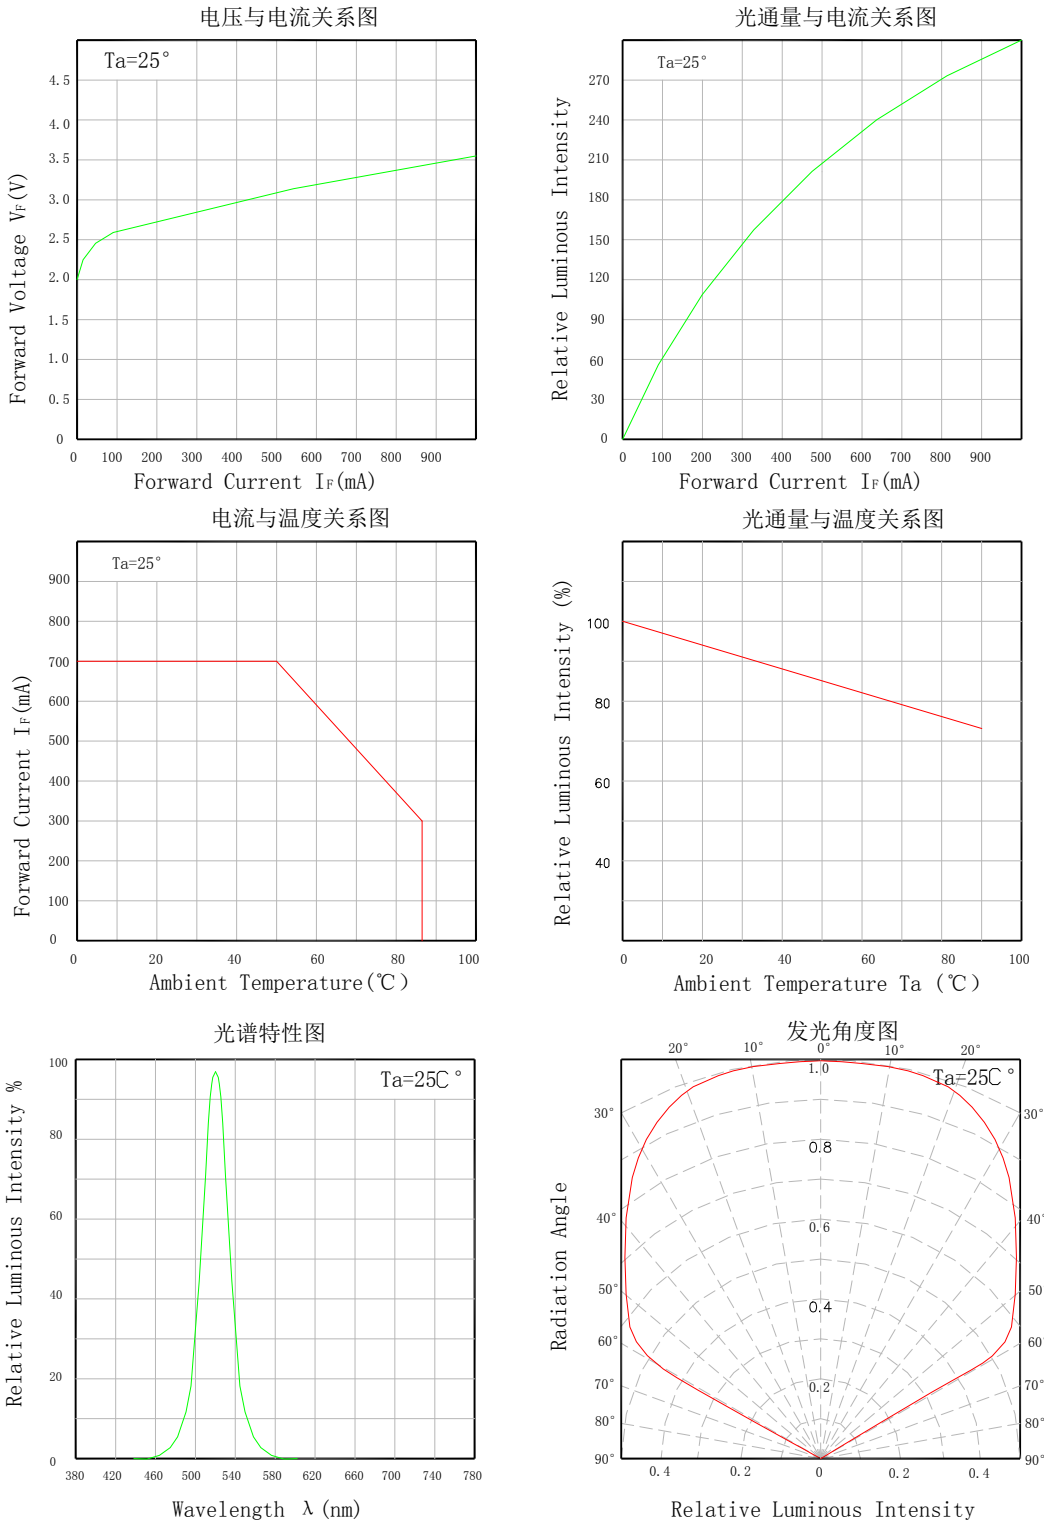 电压与电流关系图
Ta=25°
4.5
4.0
3.5
3.0
2.5
2.0
1.5
1.0
0.5
0
Forward Voltage VF(V)
0 100 200 300 400 500 600 700 800 900
Forward Current IF(mA)
光通量与电流关系图
Ta=25°
270
240
210
180
150
120
90
60
30
0
Relative Luminous Intensity
0 100 200 300 400 500 600 700 800 900
Forward Current IF(mA)
电流与温度关系图
Ta=25°
900
800
700
600
500
400
300
200
100
0
Forward Current IF(mA)
0 20 40 60 80 100
Ambient Temperature(℃)
光通量与温度关系图
100
80
60
40
Relative Luminous Intensity (%)
0 20 40 60 80 100
Ambient Temperature Ta (℃)
光谱特性图
Ta=25C°
100
80
60
40
20
0
Relative Luminous Intensity %
380 420 460 500 540 580 620 660 700 740 780
Wavelength λ (nm)
发光角度图
20° 10° 0° 10° 20°
Ta=25C°
1.0
30° 30°
0.8
40° 0.6 40°
50° 50°
0.4
60° 60°
70° 0.2 70°
80° 80°
90° 90°
Radiation Angle
0.4 0.2 0 0.2 0.4
Relative Luminous Intensity